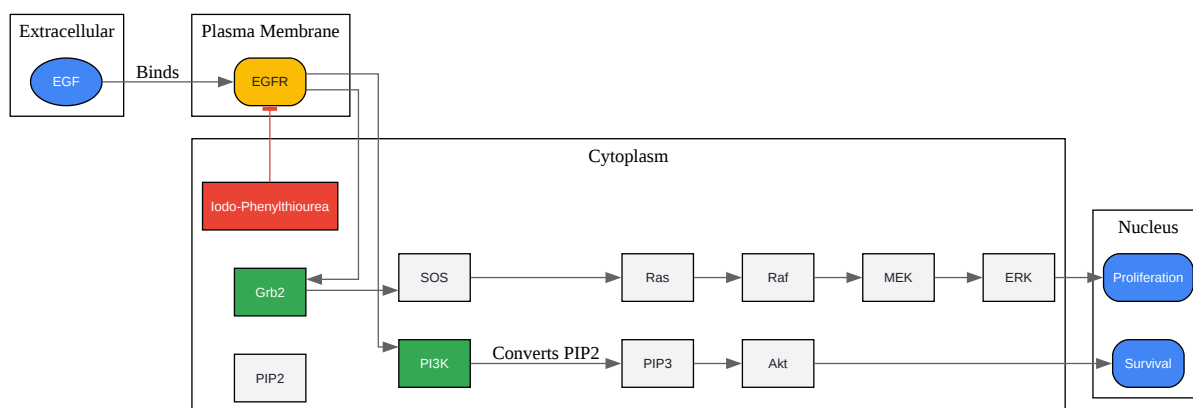 Extracellular
Plasma Membrane
EGF
Binds
EGFR
Cytoplasm
Iodo-Phenylthiourea
Nucleus
Grb2
SOS
Ras
Raf
MEK
ERK
Proliferation
PIP2
PI3K
Converts PIP2
PIP3
Akt
Survival